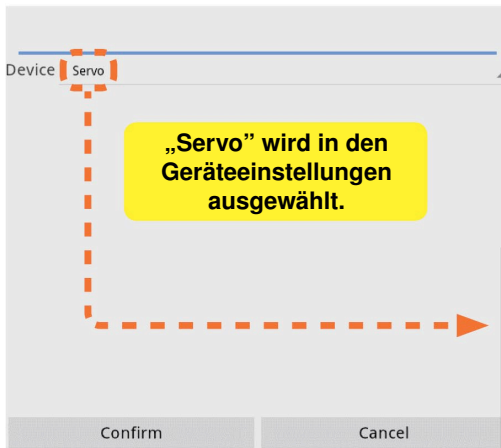 Device Servo
„Servo” wird in den
Geräteeinstellungen
ausgewählt.
Confirm Cancel